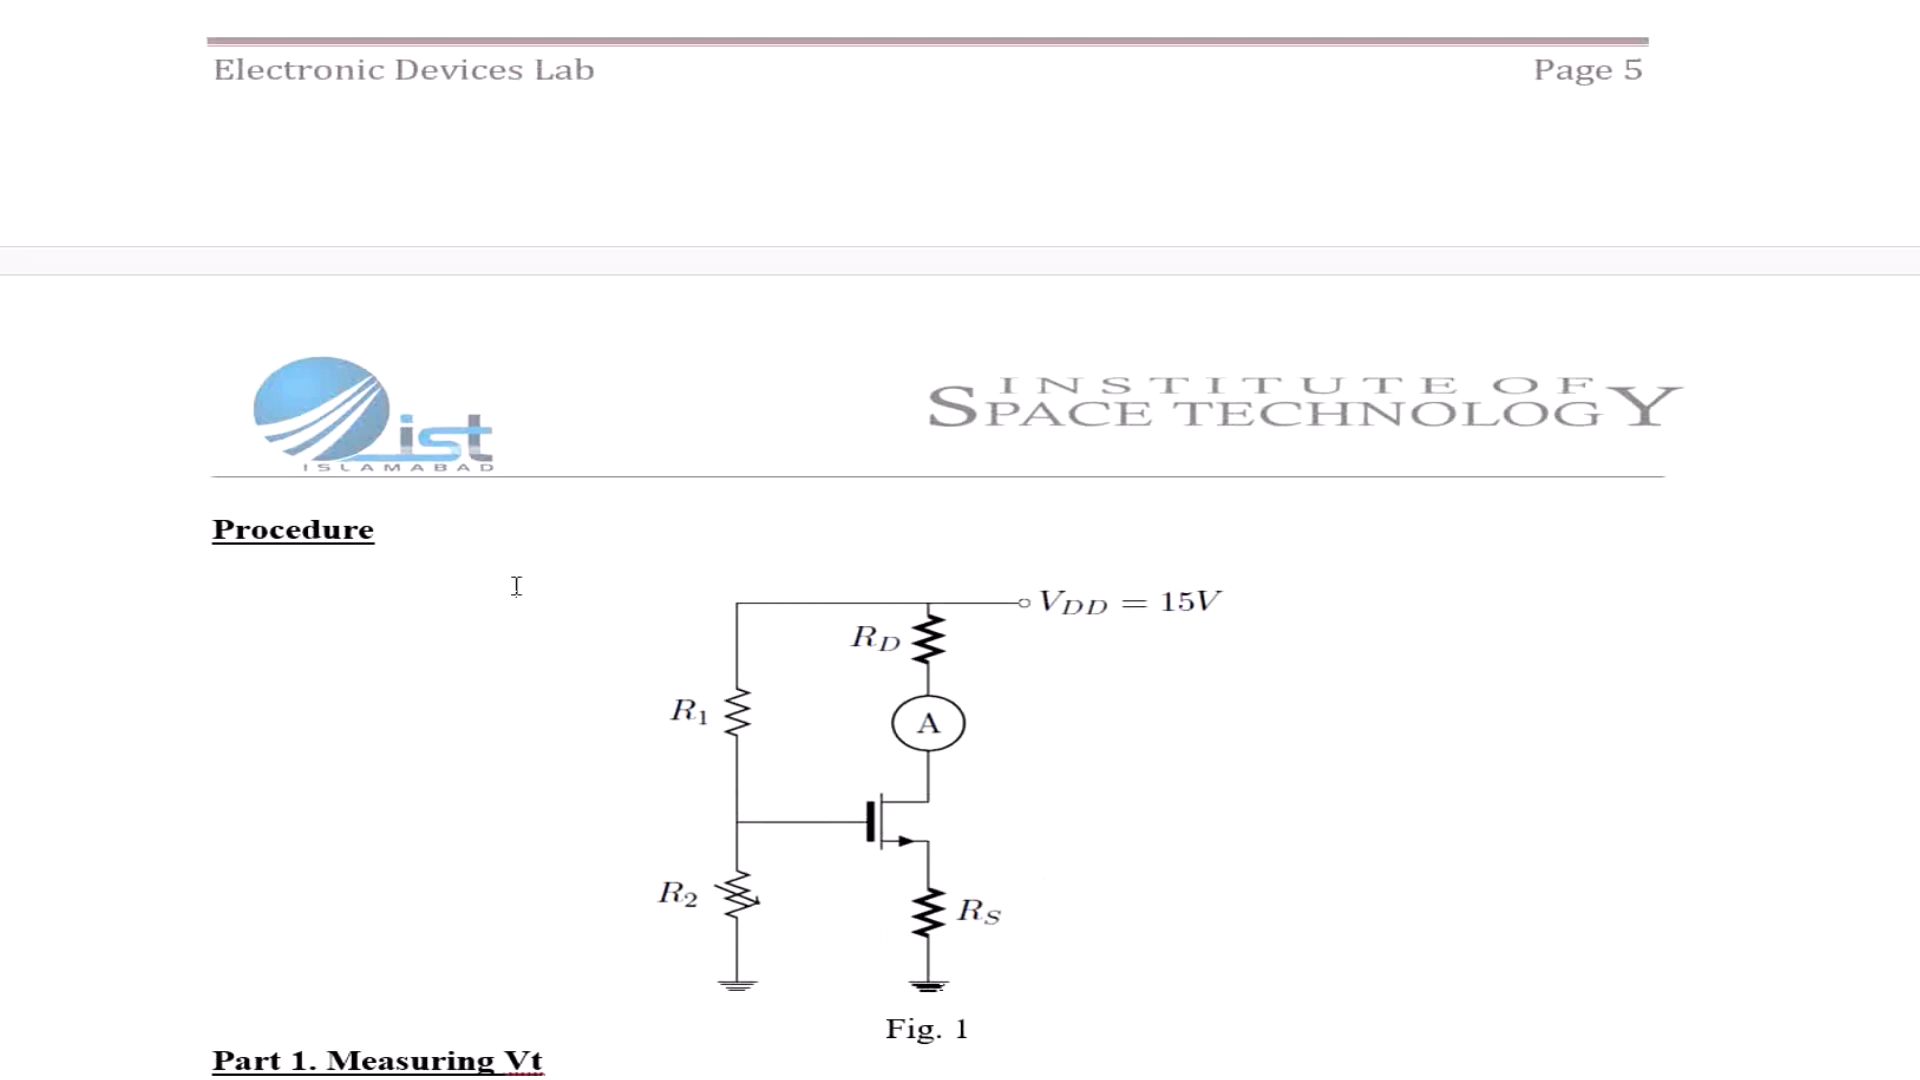 Electronic Devices Lab Page 5
ist
ISLAMABAD
INSTITUTE OF
SPACE TECHNOLOGY
Procedure
V_DD = 15V
R_D
R_1
A
R_2
R_S
Fig. 1
Part 1. Measuring Vt